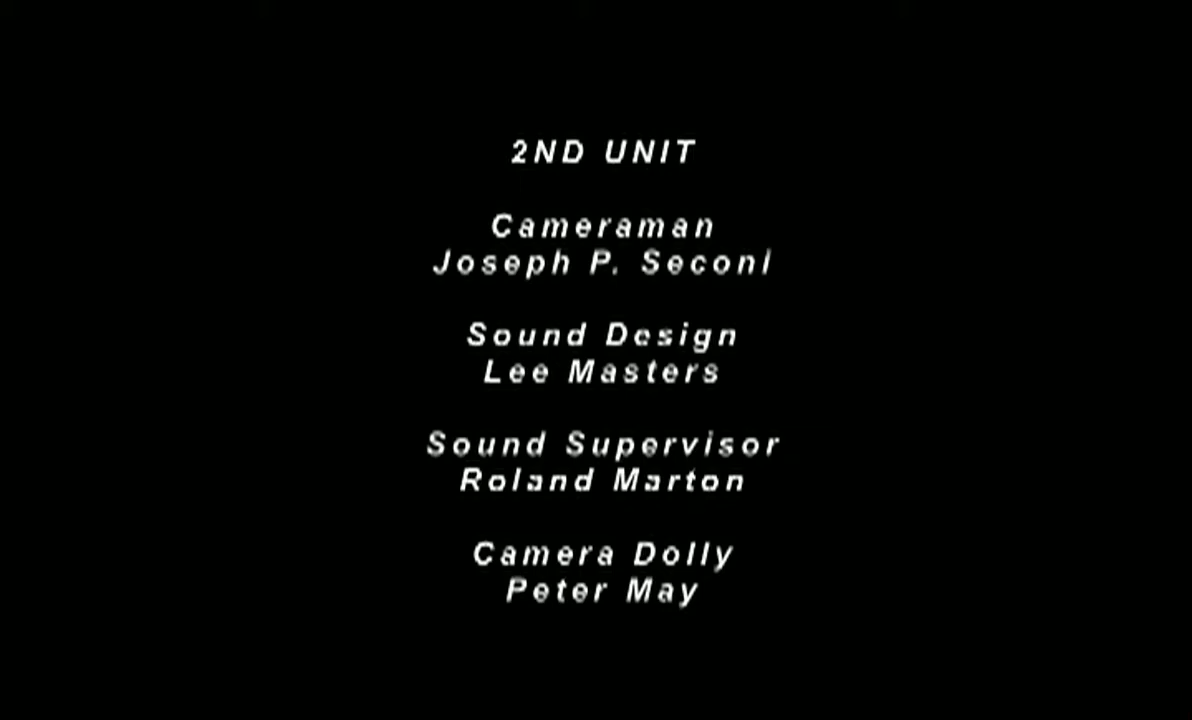 2ND UNIT
Cameraman
Joseph P. Seconi
Sound Design
Lee Masters
Sound Supervisor
Roland Marton
Camera Dolly
Peter May